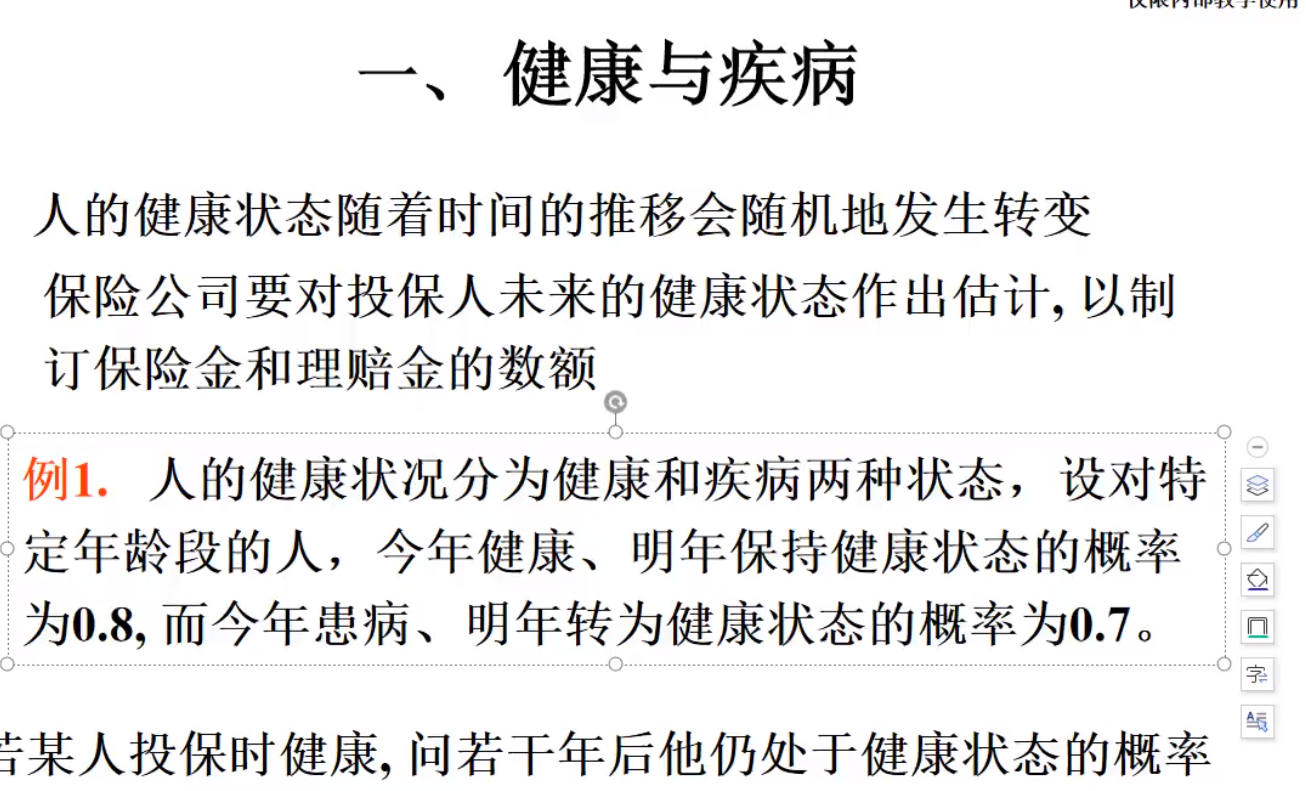 一、 健康与疾病
人的健康状态随着时间的推移会随机地发生转变
保险公司要对投保人未来的健康状态作出估计, 以制
订保险金和理赔金的数额
例1. 人的健康状况分为健康和疾病两种状态，设对特
定年龄段的人，今年健康、明年保持健康状态的概率
为0.8, 而今年患病、明年转为健康状态的概率为0.7。
若某人投保时健康, 问若干年后他仍处于健康状态的概率